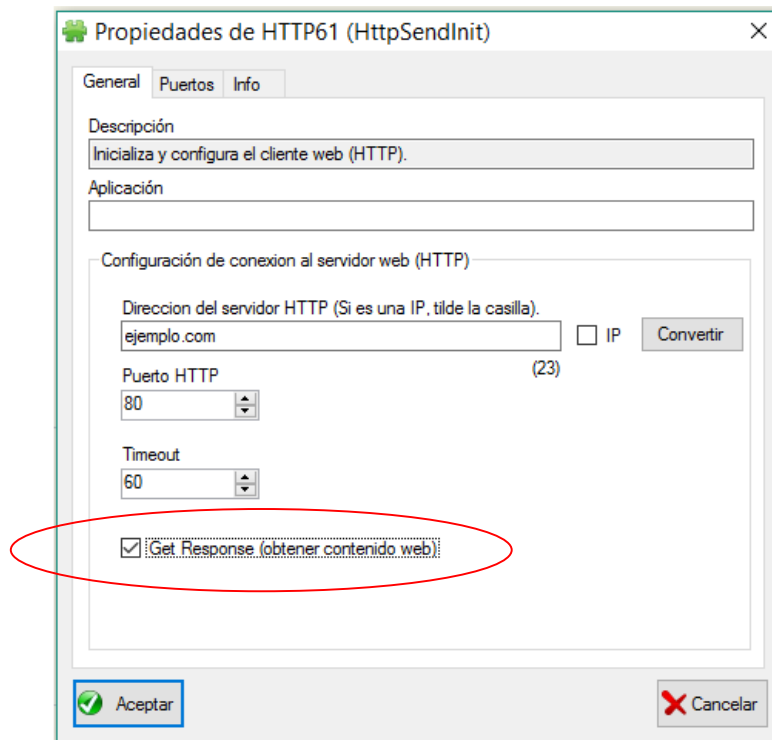 Propiedades de HTTP61 (HttpSendInit)
General Puertos Info
Descripción
Inicializa y configura el cliente web (HTTP).
Aplicación
Configuración de conexion al servidor web (HTTP)
Direccion del servidor HTTP (Si es una IP, tilde la casilla).
ejemplo.com IP Convertir
(23)
Puerto HTTP
80
Timeout
60
Get Response (obtener contenido web)
Aceptar Cancelar